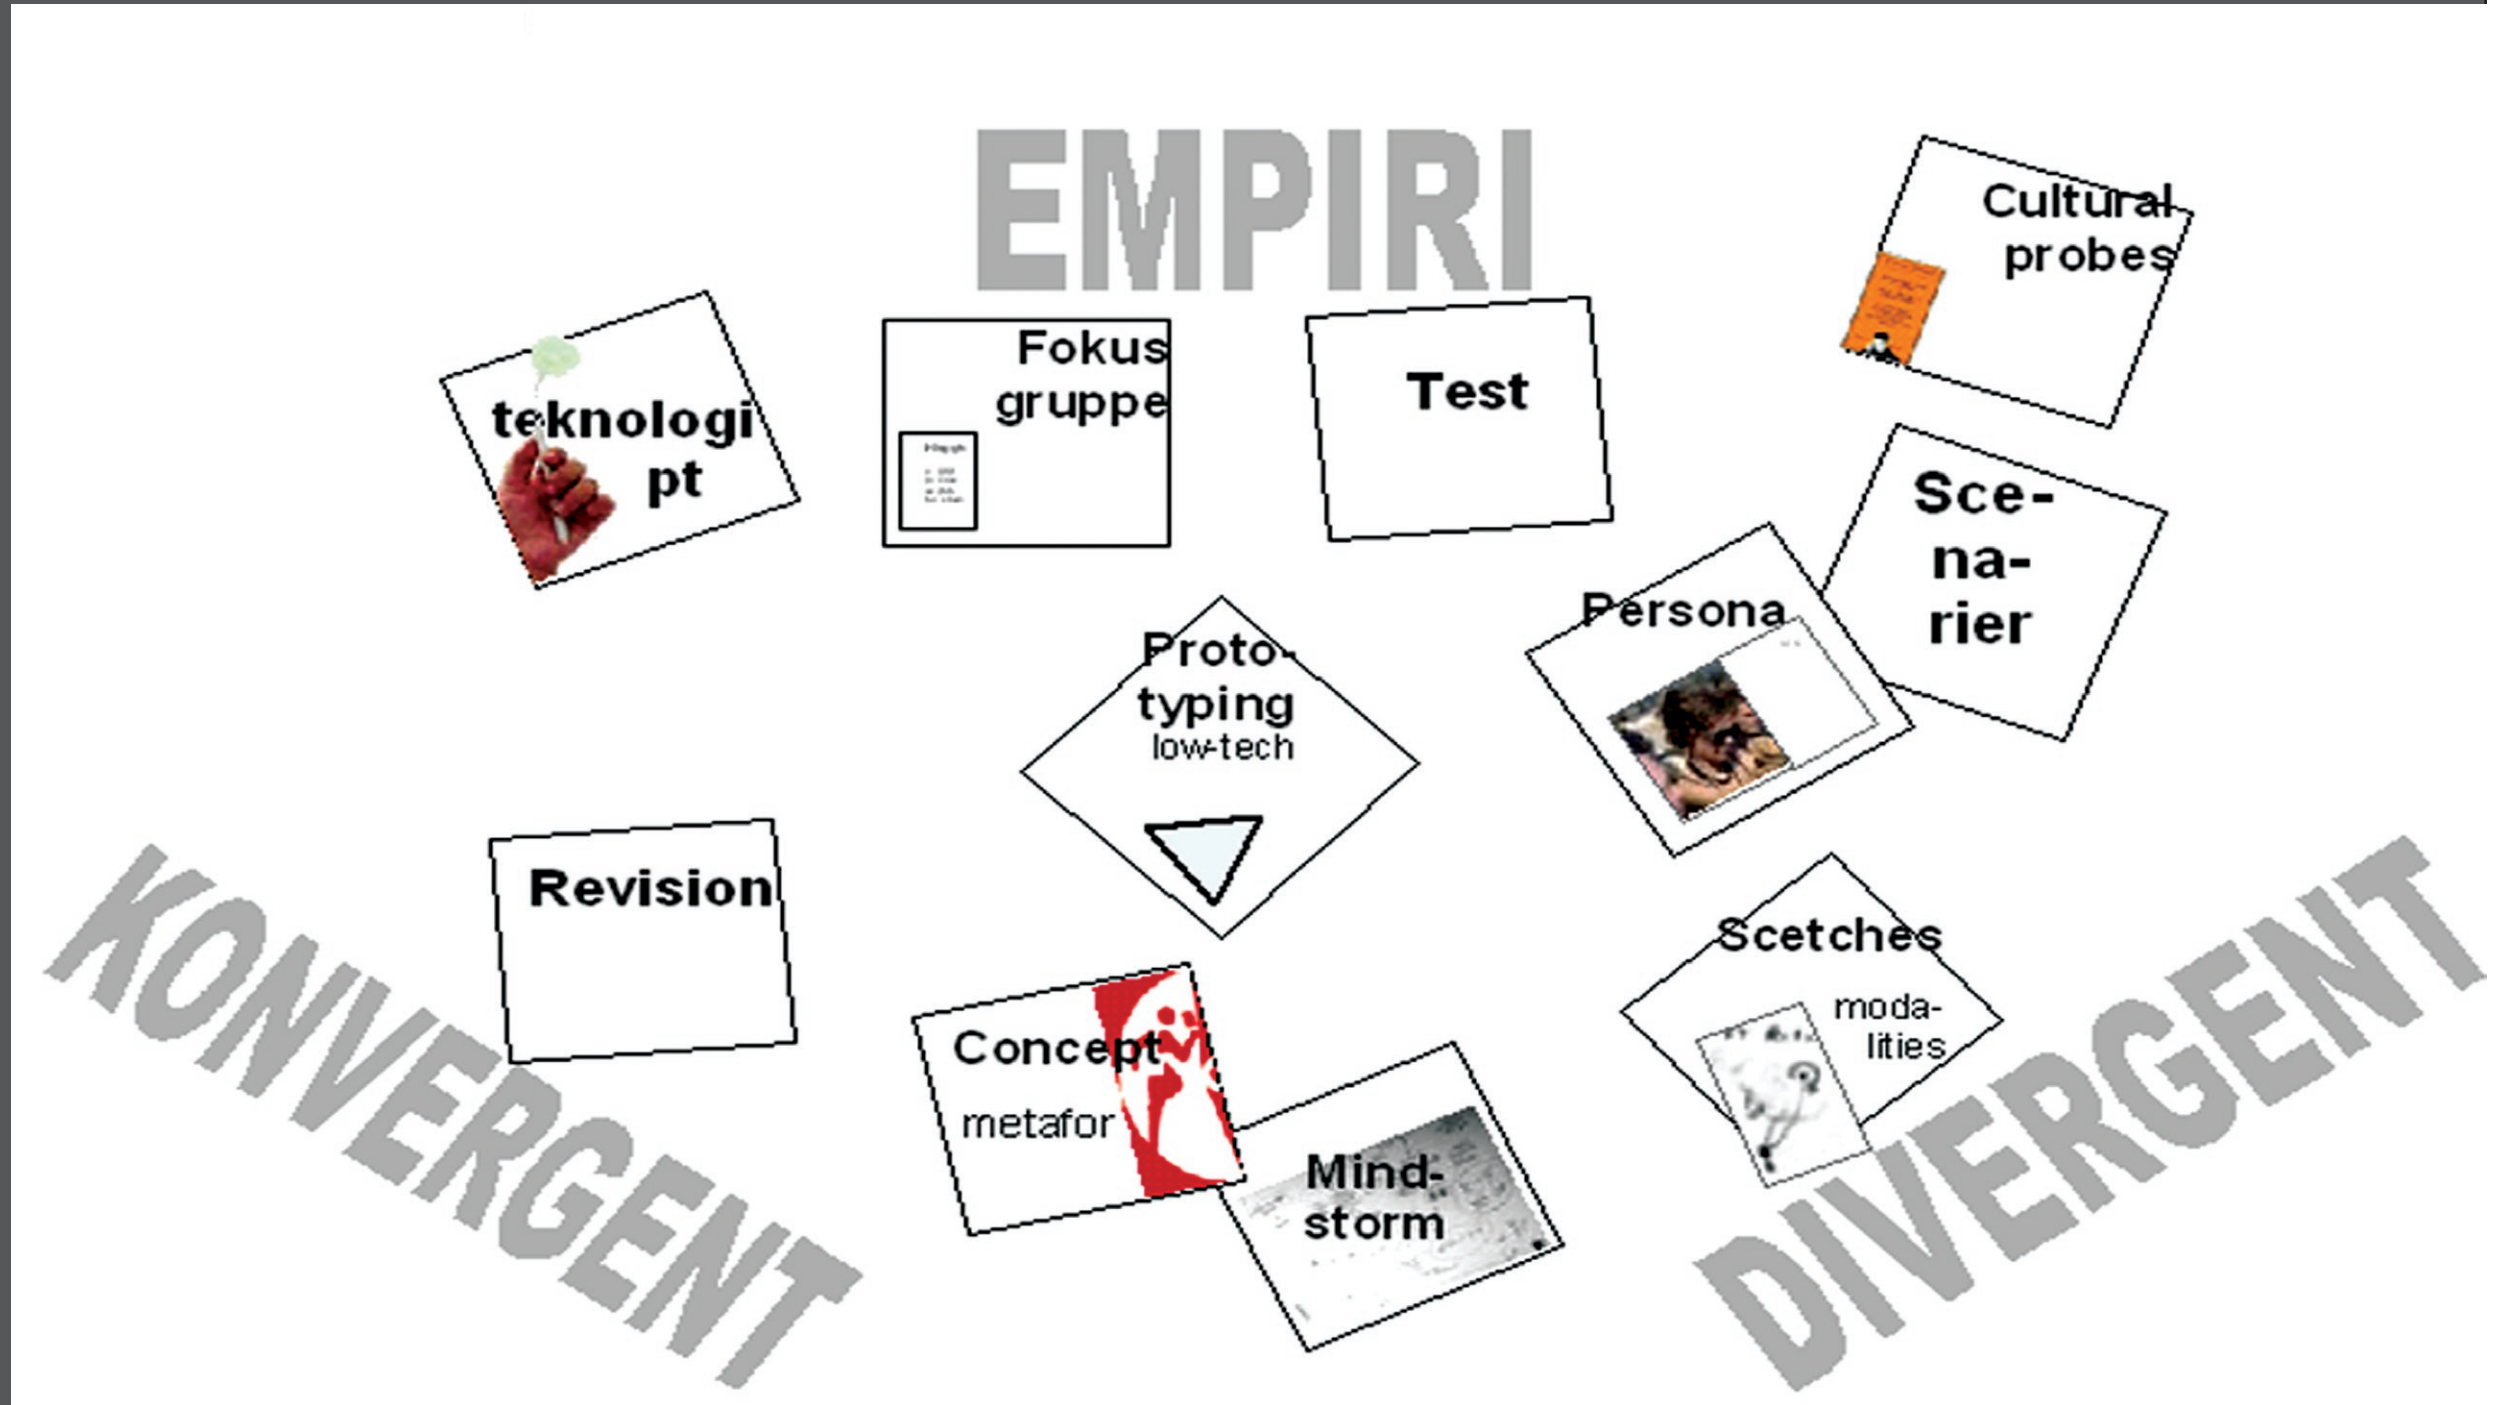 EMPIRI
Cultural
probes
teknologi
pt
Fokus
gruppe
Test
Sce-
na-
rier
Persona
Proto-
typing
low-tech
Revision
Scetches
moda-
lities
Concept
metafor
Mind-
storm
KONVERGENT
DIVERGENT